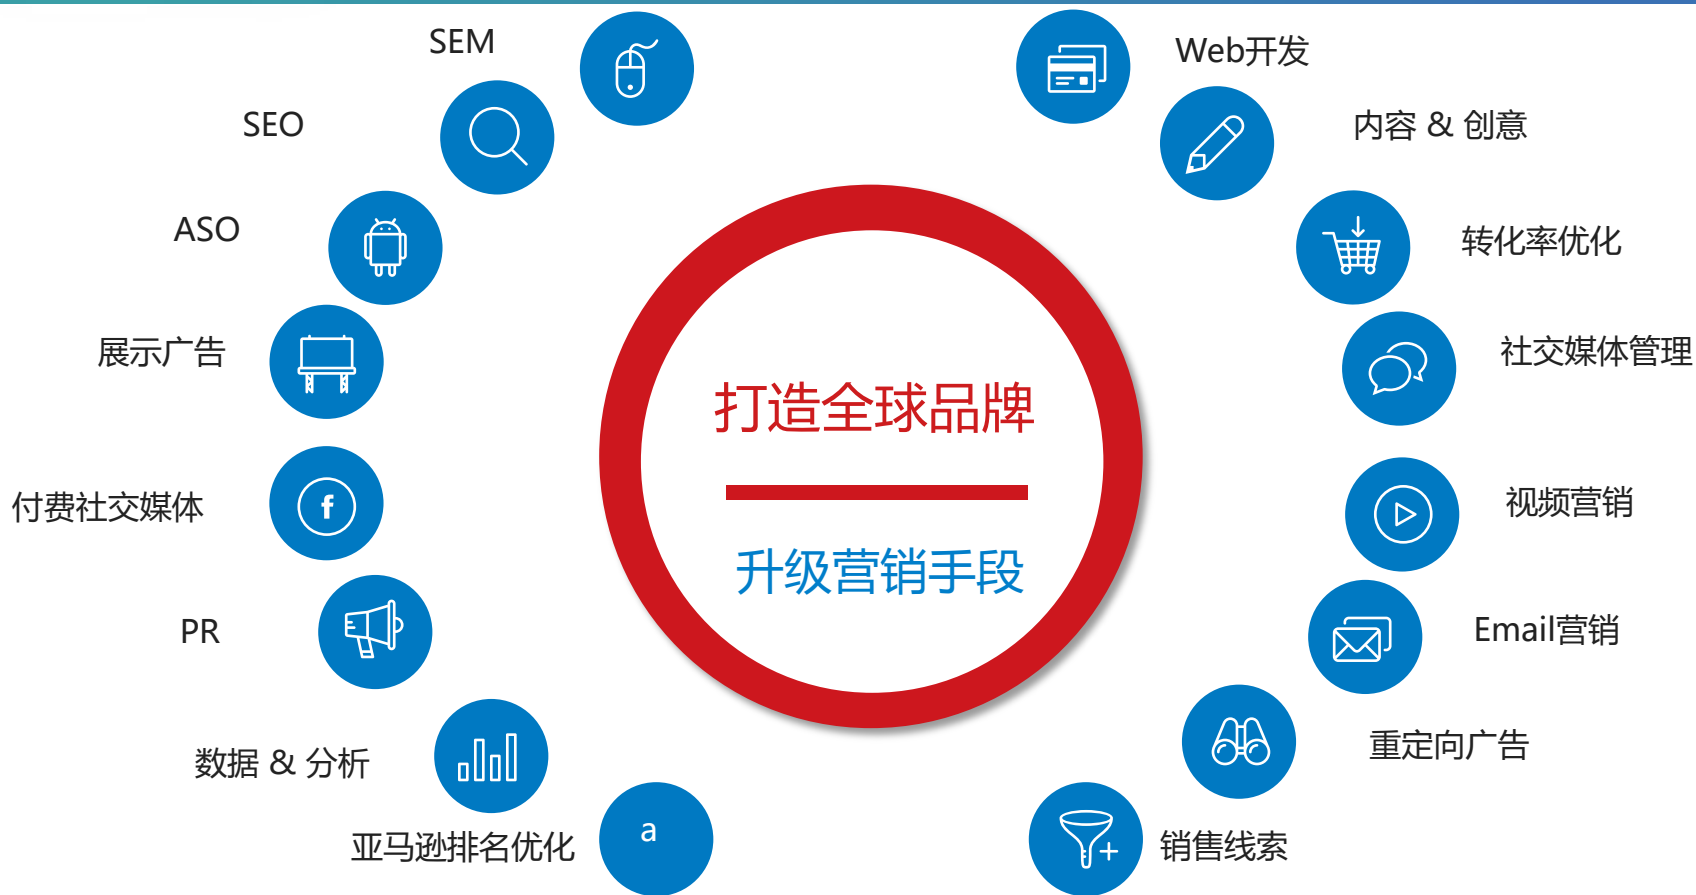 SEM
SEO
ASO
展示广告
付费社交媒体
f
PR
数据 & 分析
亚马逊排名优化
a
打造全球品牌
升级营销手段
Web开发
内容 & 创意
转化率优化
社交媒体管理
视频营销
Email营销
重定向广告
销售线索